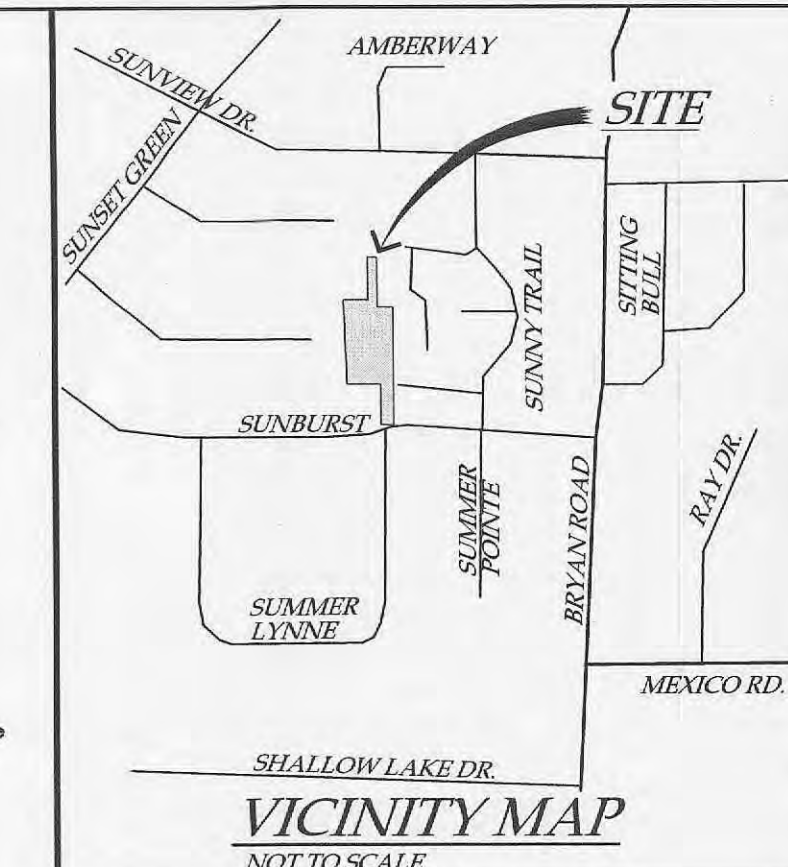 AMBERWAY
SUNVIEW DR.
SITE
SUNSET GREEN
SITTING
BULL
SUNNY TRAIL
SUNBURST
SUMMER
POINTE
BRYAN ROAD
RAY DR.
SUMMER
LYNNE
MEXICO RD.
SHALLOW LAKE DR.
VICINITY MAP
NOT TO SCALE